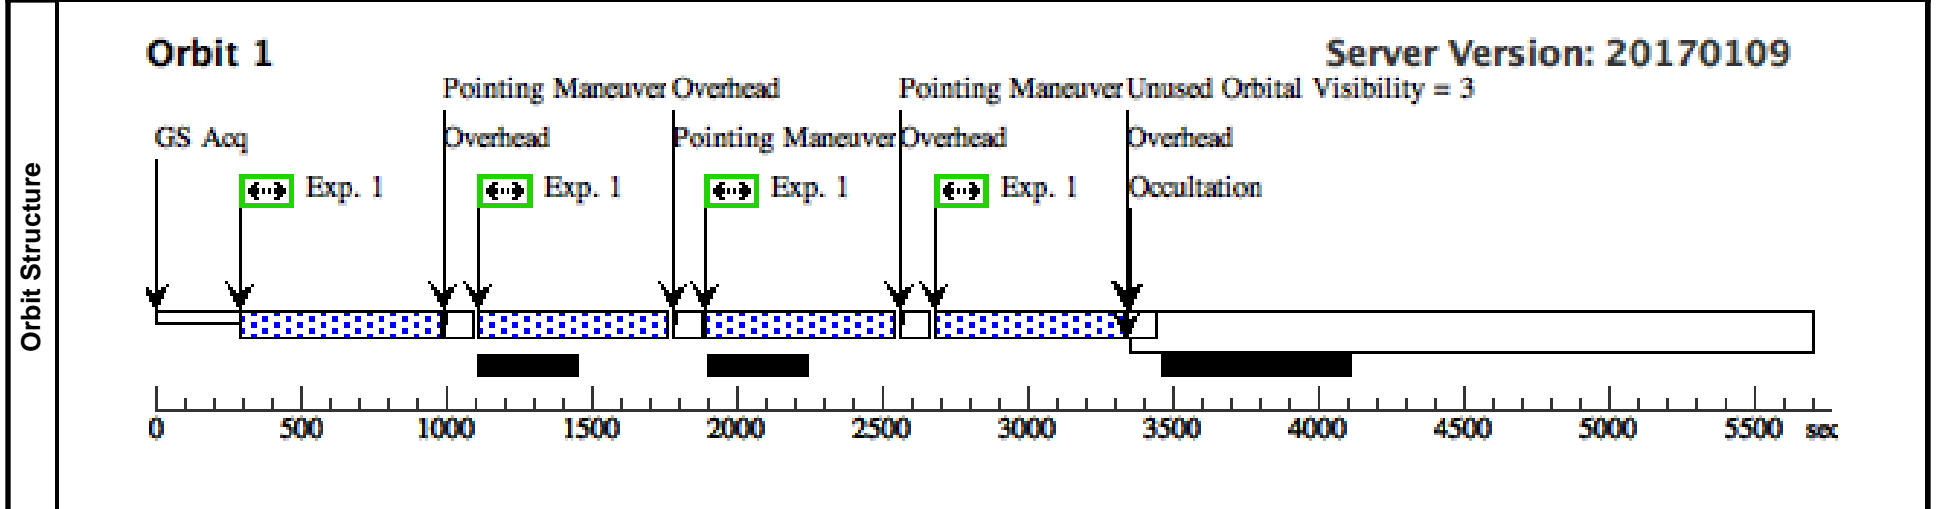 Orbit Structure
Orbit 1 Server Version: 20170109
Pointing Maneuver Overhead Pointing Maneuver Unused Orbital Visibility = 3
GS Acq Overhead Pointing Maneuver Overhead Overhead
Exp. 1 Exp. 1 Exp. 1 Exp. 1 Occultation
0 500 1000 1500 2000 2500 3000 3500 4000 4500 5000 5500 sec